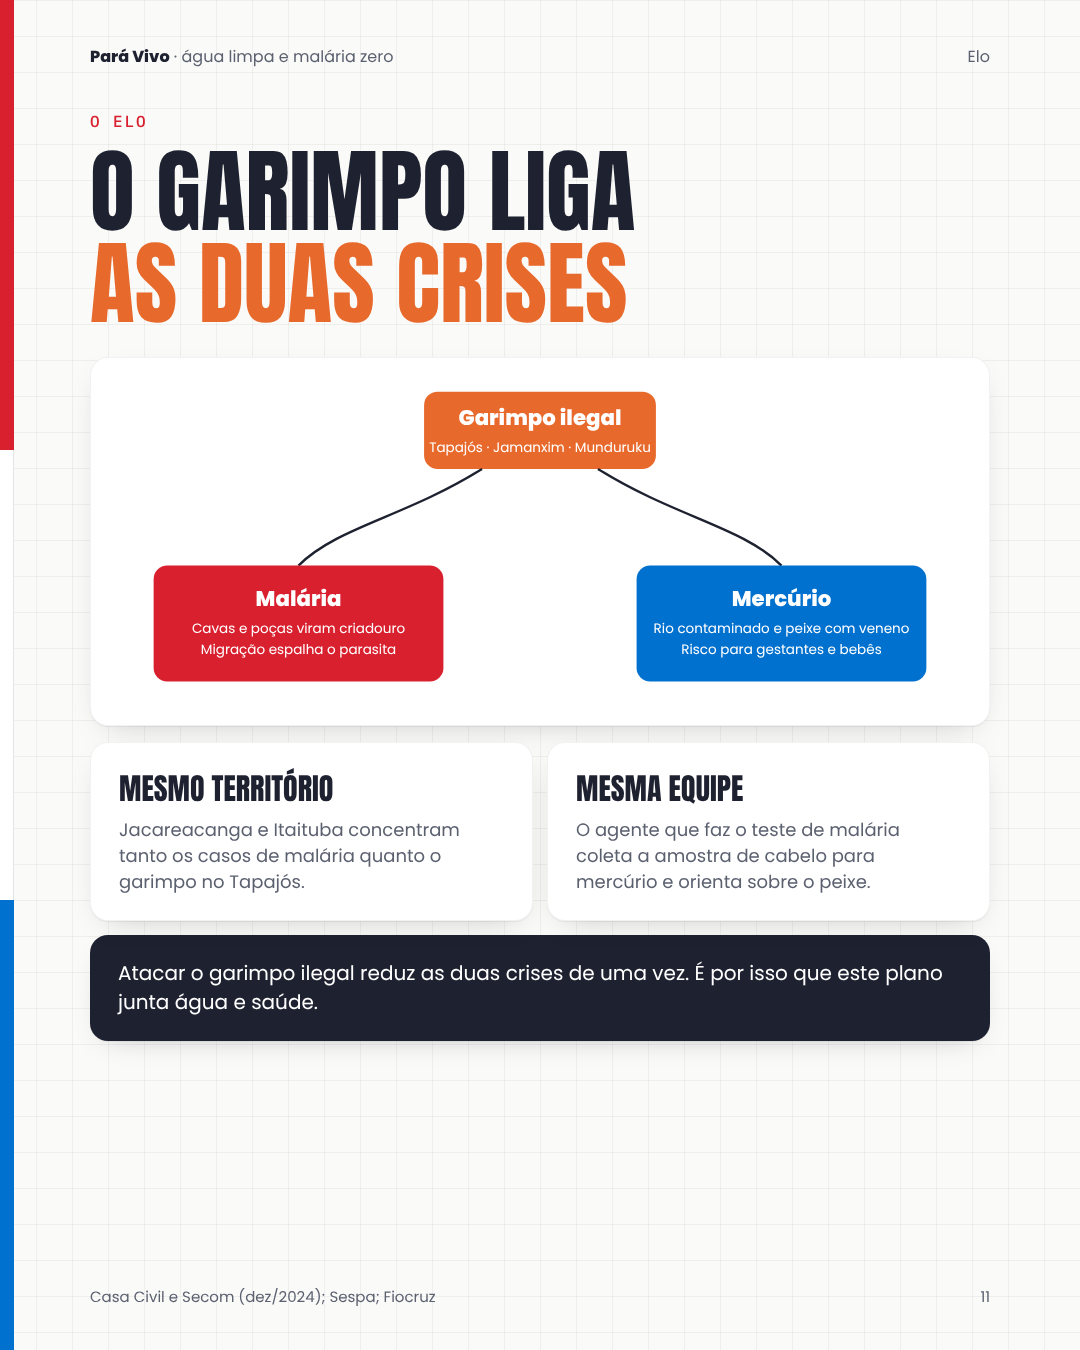 Pará Vivo · água limpa e malária zero
Elo
O ELO
O GARIMPO LIGA
AS DUAS CRISES
Garimpo ilegal
Tapajós · Jamanxim · Munduruku
Malária
Cavas e poças viram criadouro
Migração espalha o parasita
Mercúrio
Rio contaminado e peixe com veneno
Risco para gestantes e bebês
MESMO TERRITÓRIO
Jacareacanga e Itaituba concentram
tanto os casos de malária quanto o
garimpo no Tapajós.
MESMA EQUIPE
O agente que faz o teste de malária
coleta a amostra de cabelo para
mercúrio e orienta sobre o peixe.
Atacar o garimpo ilegal reduz as duas crises de uma vez. É por isso que este plano
junta água e saúde.
Casa Civil e Secom (dez/2024); Sespa; Fiocruz
11